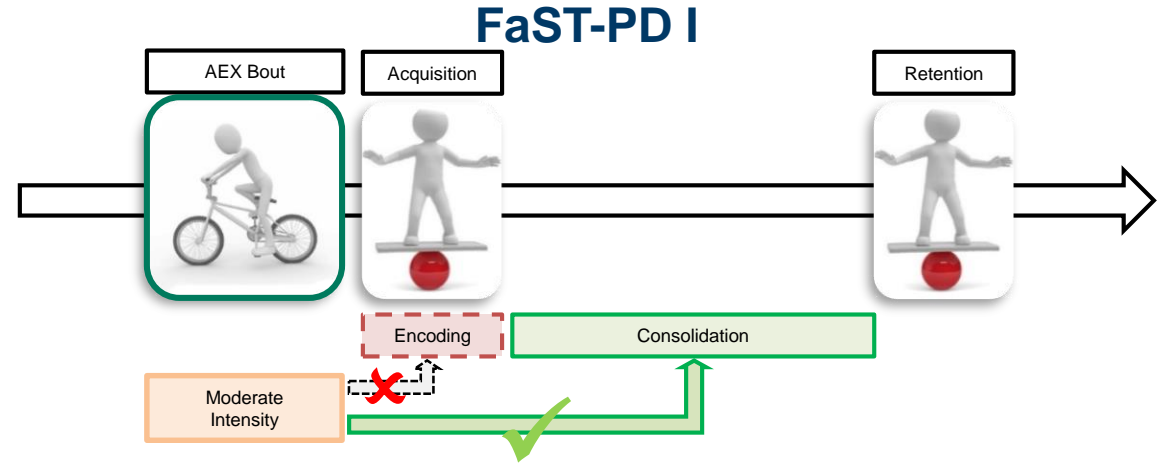 FaST-PD I
AEX Bout
Acquisition
Retention
Encoding
Consolidation
Moderate
Intensity